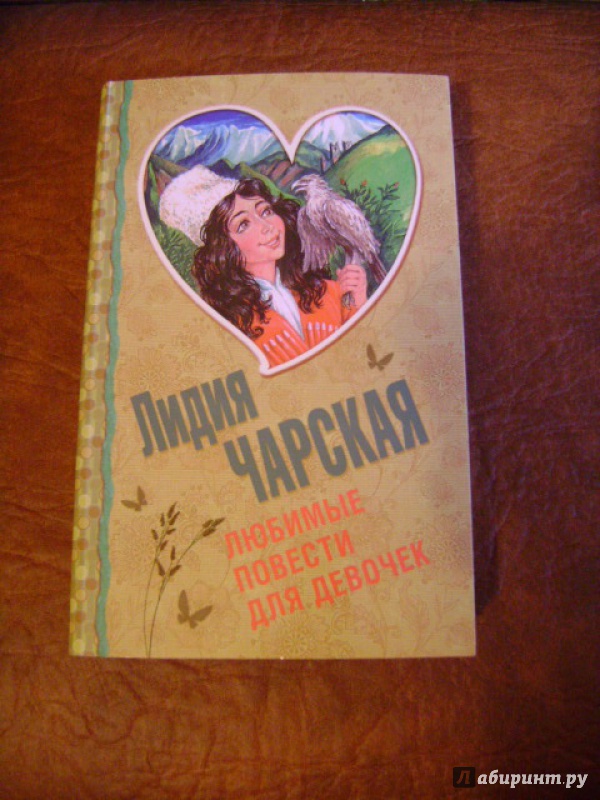 Лидия
ЧАРСКАЯ
ЛЮБИМЫЕ
ПОВЕСТИ
ДЛЯ ДЕВОЧЕК
Лабиринт.ру